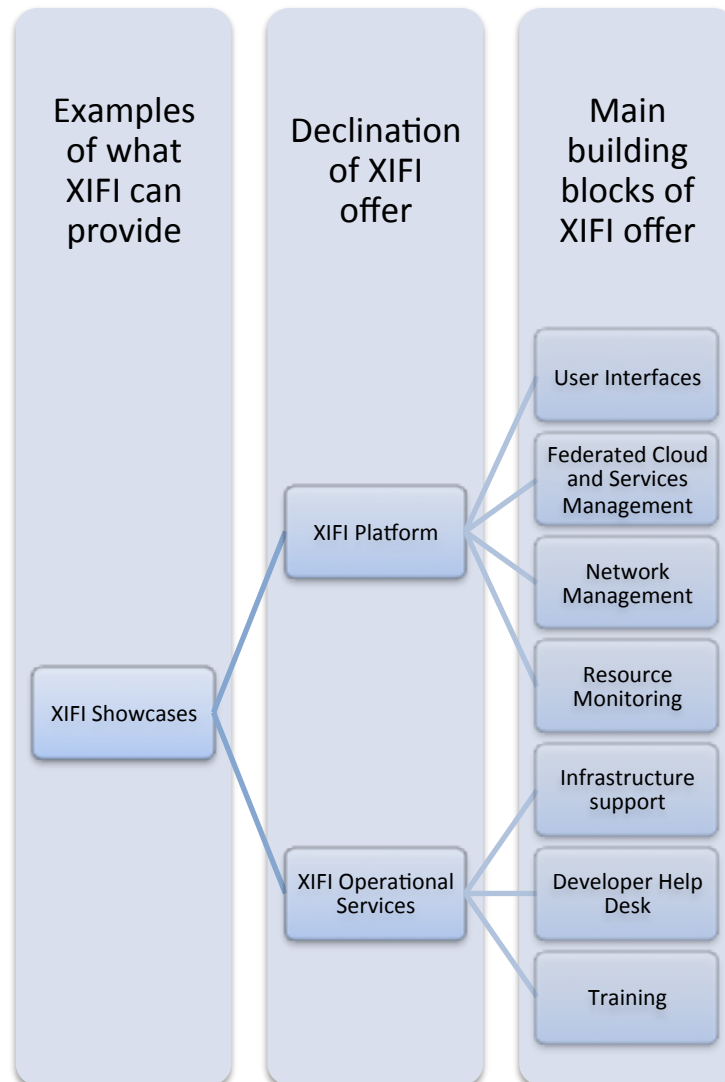 Examples
of what
XIFI can
provide
Declination
of XIFI
offer
Main
building
blocks of
XIFI offer
XIFI Showcases
XIFI Platform
XIFI Operational
Services
User Interfaces
Federated Cloud
and Services
Management
Network
Management
Resource
Monitoring
Infrastructure
support
Developer Help
Desk
Training